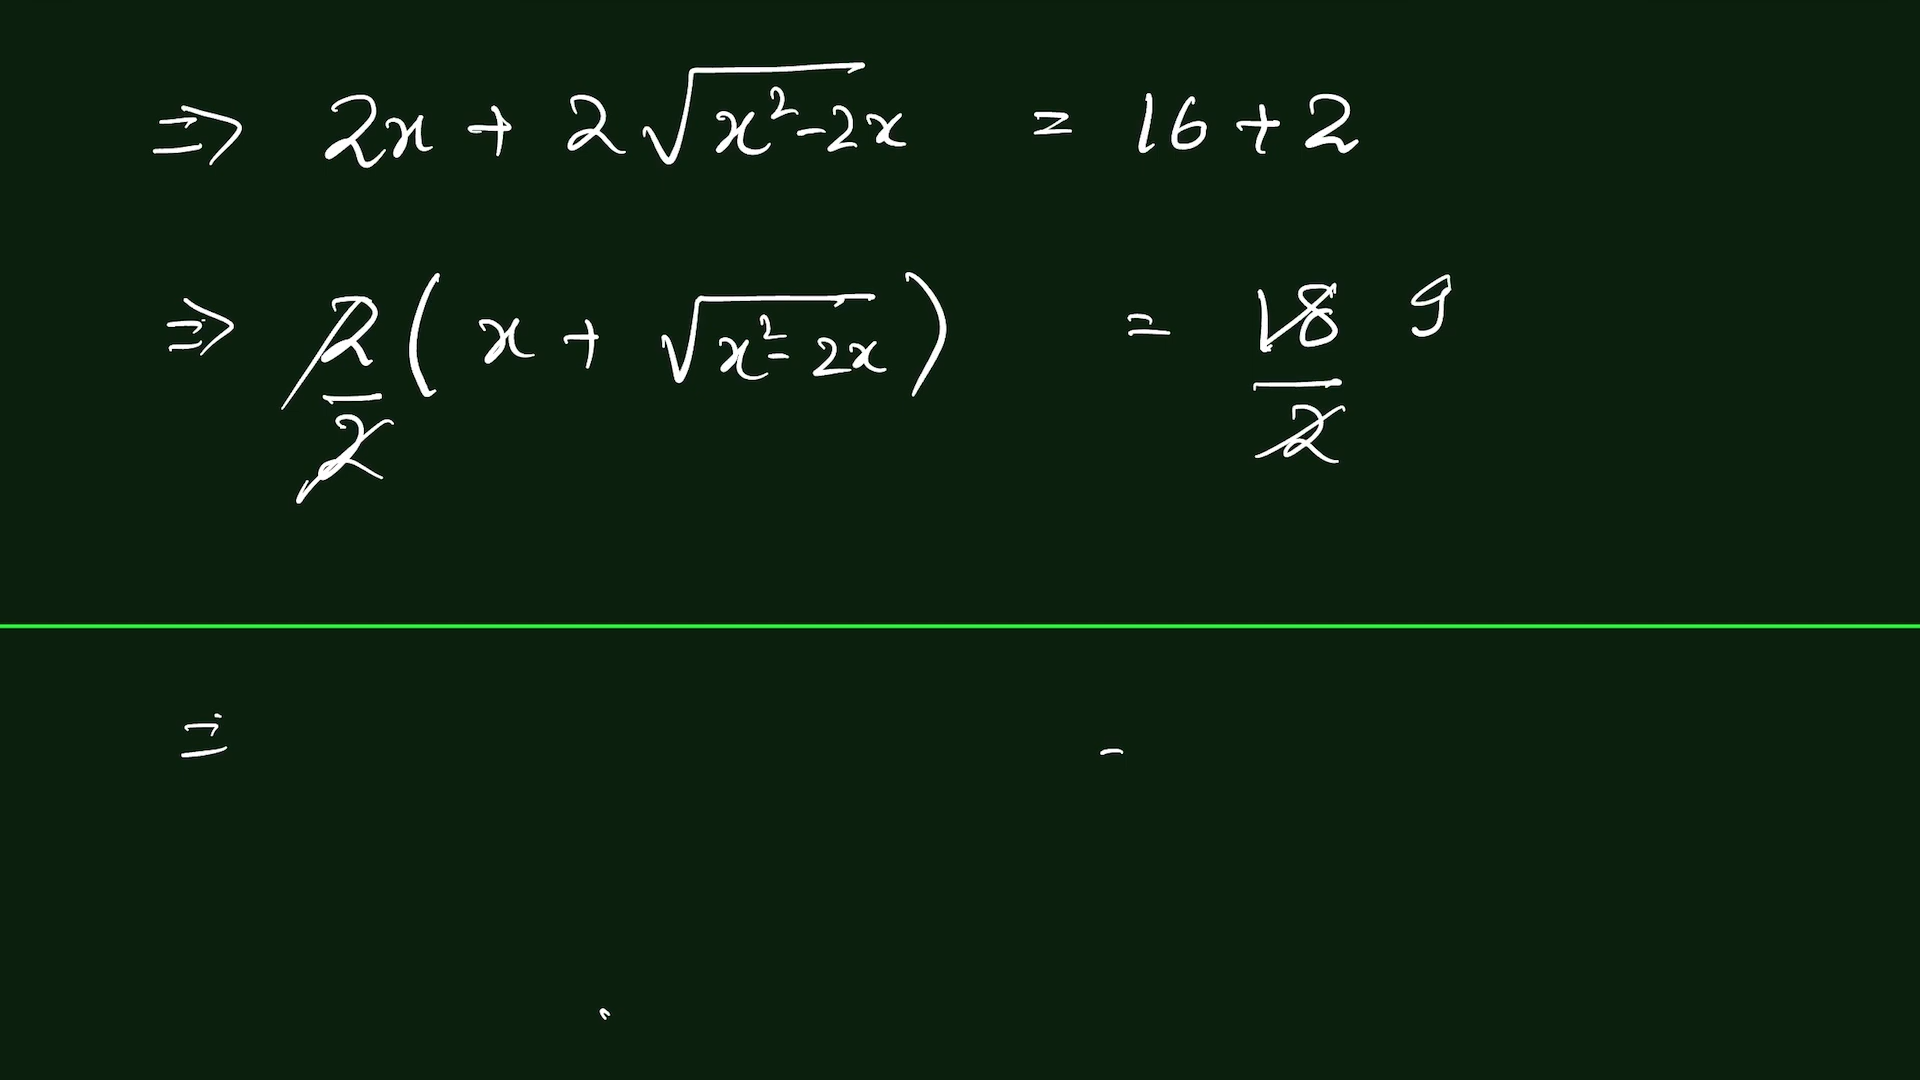 ⇒ 2x + 2√(x²-2x) = 16 + 2
⇒ 2/2 ( x + √(x²-2x) ) = 18/2 9
=
-